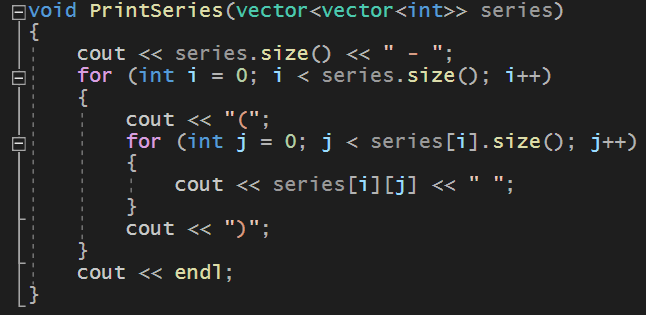 void PrintSeries(vector<vector<int>> series)
{
    cout << series.size() << " - ";
    for (int i = 0; i < series.size(); i++)
    {
        cout << "(";
        for (int j = 0; j < series[i].size(); j++)
        {
            cout << series[i][j] << " ";
        }
        cout << ")";
    }
    cout << endl;
}